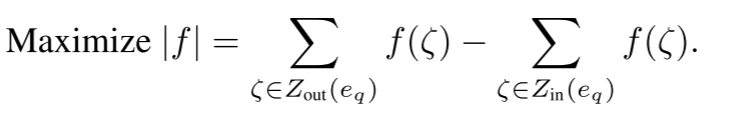 Maximize |f| = ∑_{ζ∈Z_out(e_q)} f(ζ) − ∑_{ζ∈Z_in(e_q)} f(ζ).